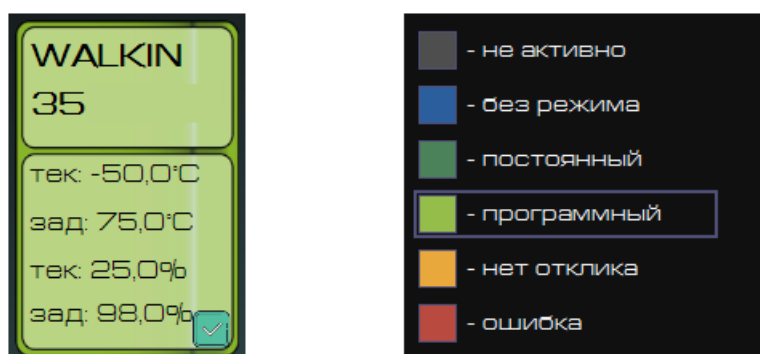 WALKIN
35
тек: -50,0°C
зад: 75,0°C
тек: 25,0%
зад: 98,0%
- не активно
- без режима
- постоянный
- программный
- нет отклика
- ошибка